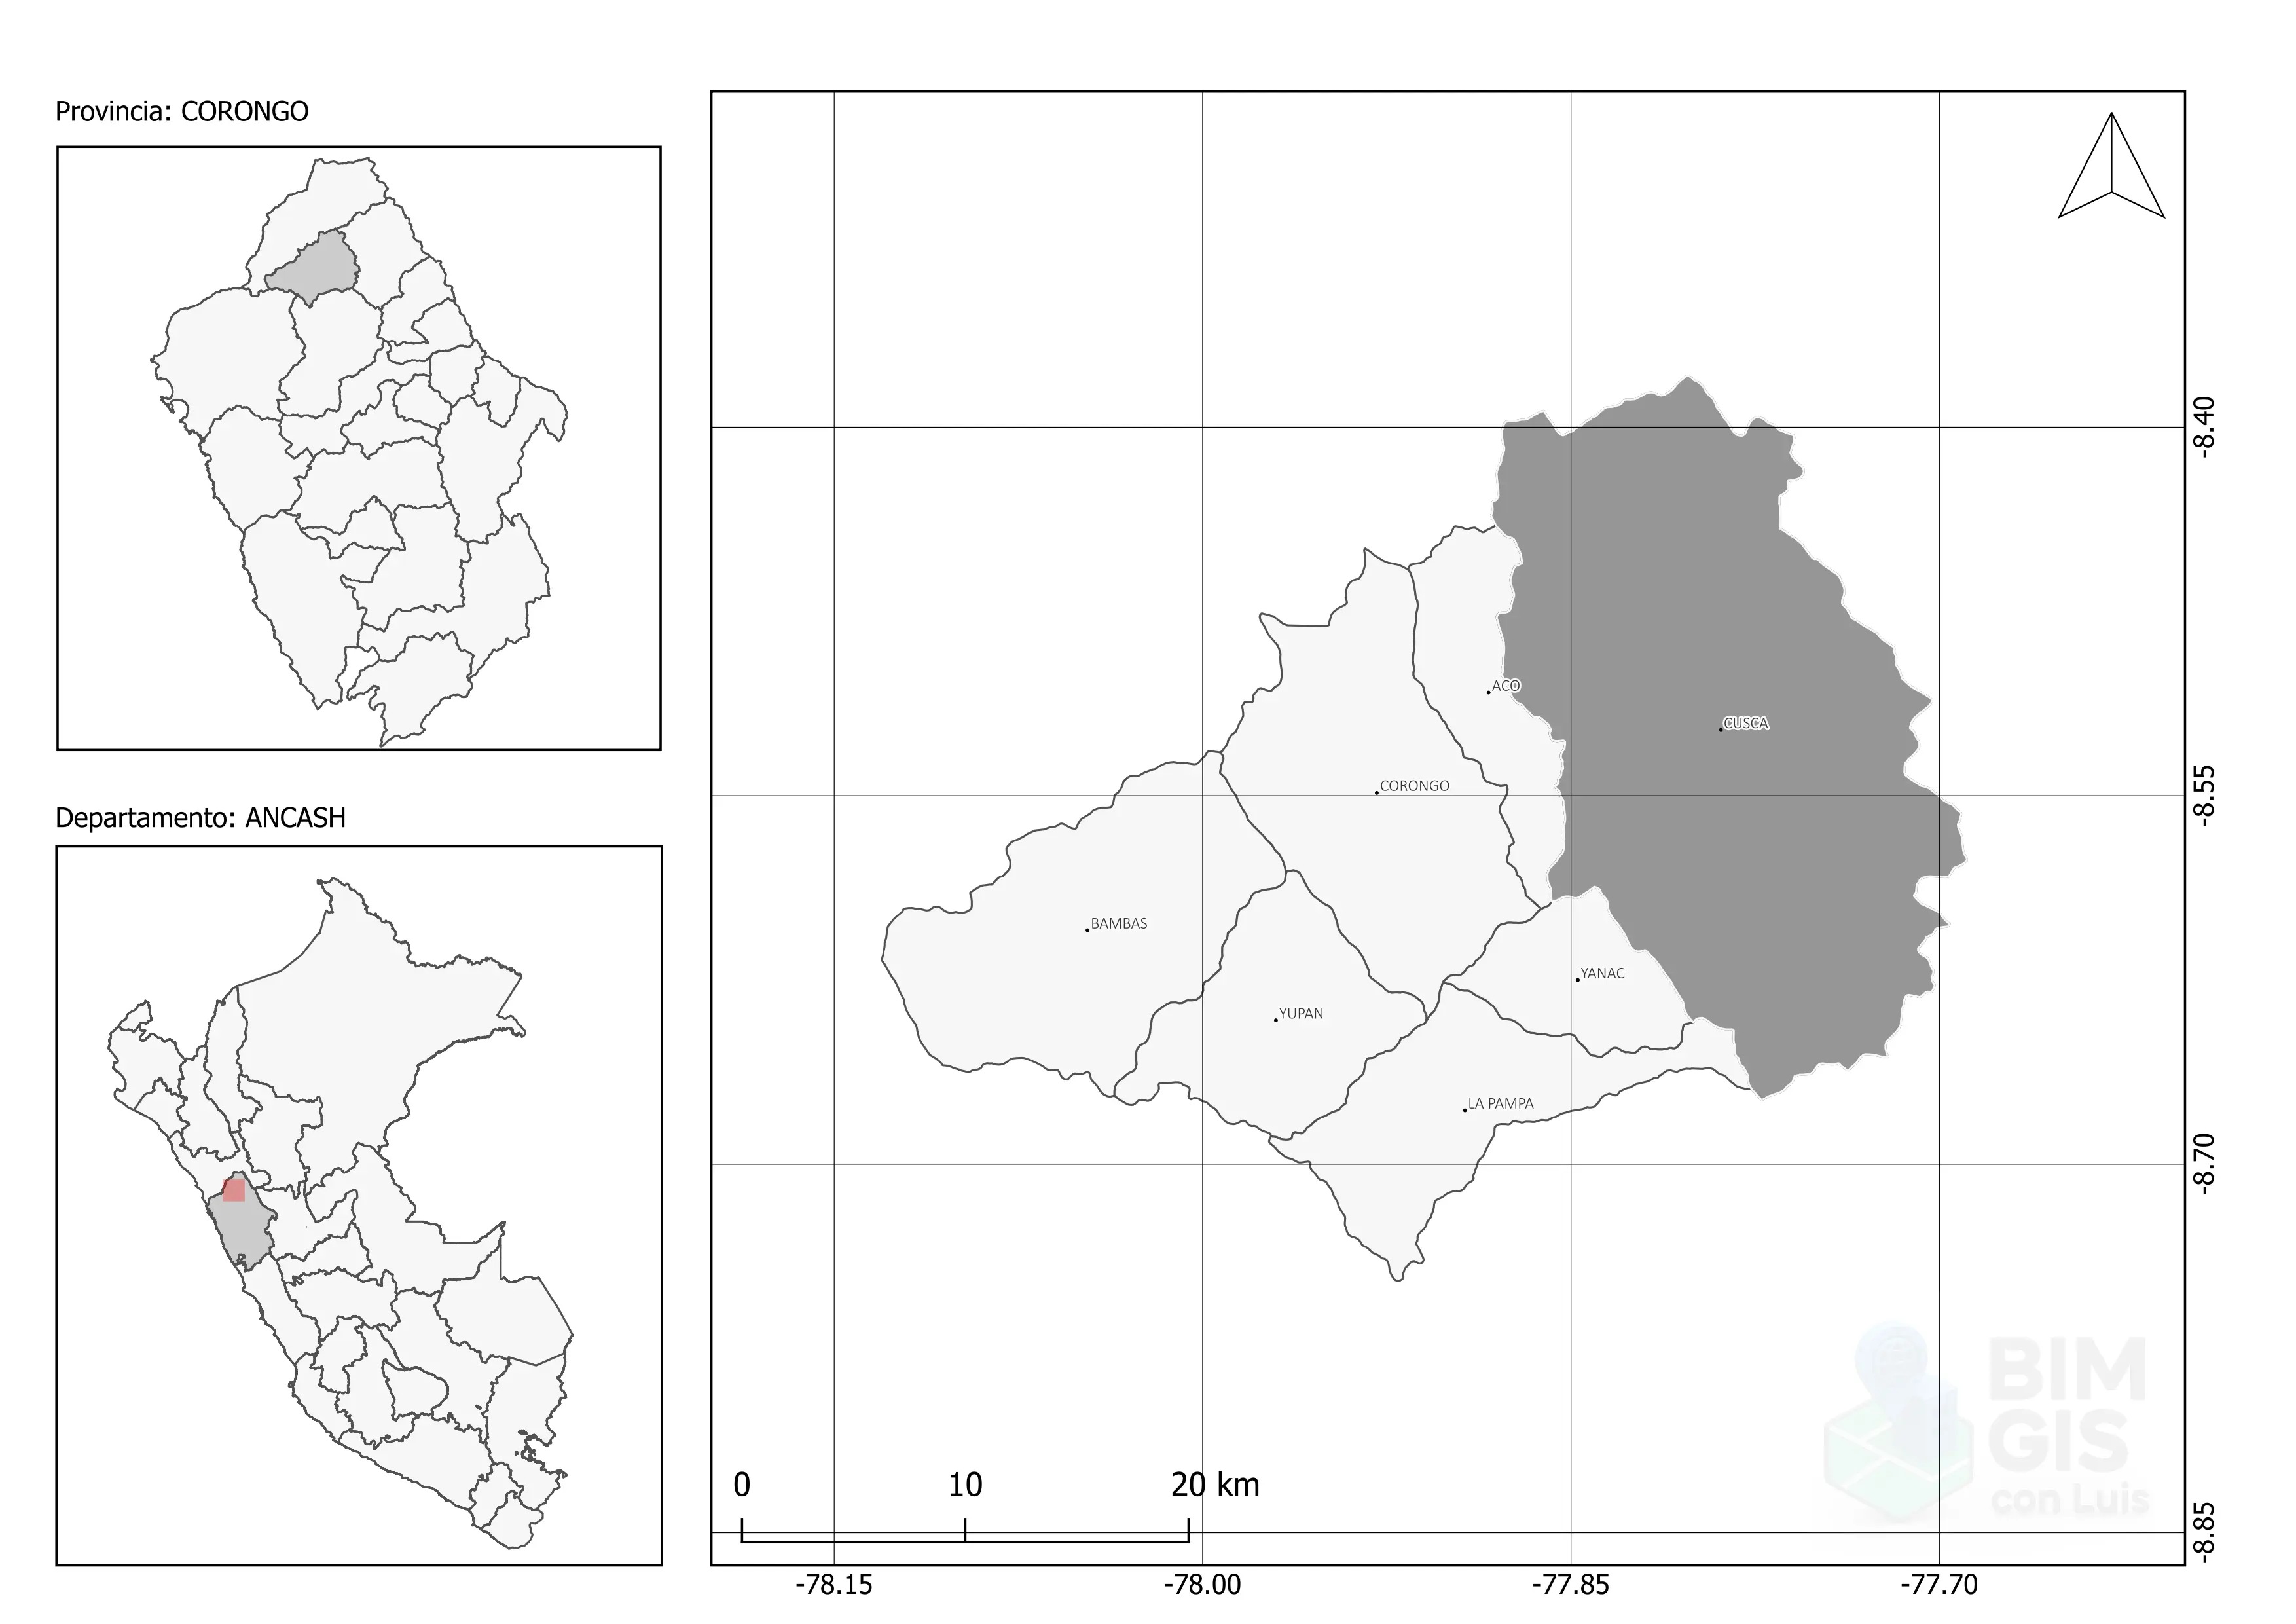 Provincia: CORONGO
Departamento: ANCASH
ACO
CUSCA
CORONGO
BAMBAS
YANAC
YUPAN
LA PAMPA
-8.40
-8.55
-8.70
-8.85
0 10 20 km
-78.15 -78.00 -77.85 -77.70
BIM
GIS
con Luis